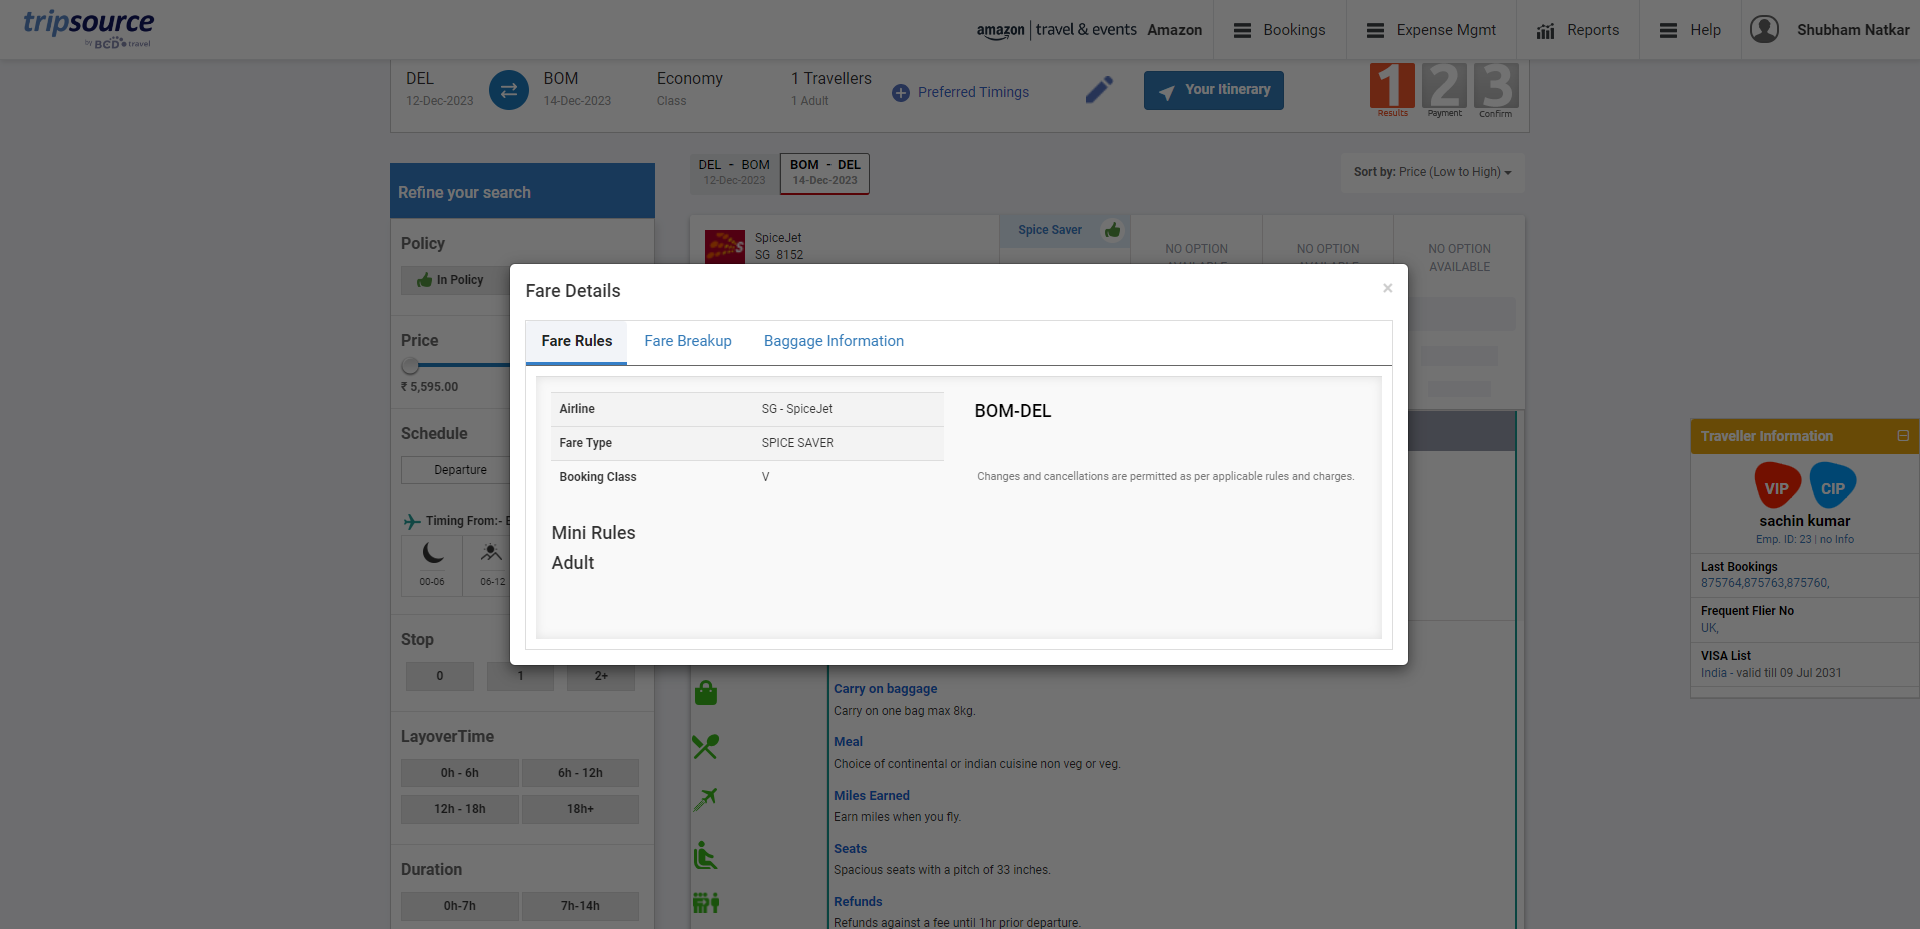 tripsource
by BCD travel
amazon | travel & events Amazon
Bookings
Expense Mgmt
Reports
Help
Shubham Natkar
DEL
12-Dec-2023
BOM
14-Dec-2023
Economy
Class
1 Travellers
1 Adult
Preferred Timings
Your Itinerary
1 2 3
Results Payment Confirm
DEL - BOM
12-Dec-2023
BOM - DEL
14-Dec-2023
Sort by: Price (Low to High)
Refine your search
Policy
In Policy
Price
₹ 5,595.00
Schedule
Departure
Timing From:-
00-06
06-12
Stop
0 1 2+
LayoverTime
0h - 6h 6h - 12h
12h - 18h 18h+
Duration
0h-7h 7h-14h
SpiceJet
SG 8152
Spice Saver
NO OPTION
AVAILABLE
NO OPTION
AVAILABLE
NO OPTION
AVAILABLE
Fare Details
×
Fare Rules Fare Breakup Baggage Information
Airline SG - SpiceJet
Fare Type SPICE SAVER
Booking Class V
BOM-DEL
Changes and cancellations are permitted as per applicable rules and charges.
Mini Rules
Adult
Carry on baggage
Carry on one bag max 8kg.
Meal
Choice of continental or indian cuisine non veg or veg.
Miles Earned
Earn miles when you fly.
Seats
Spacious seats with a pitch of 33 inches.
Refunds
Refunds against a fee until 1hr prior departure.
Traveller Information
VIP CIP
sachin kumar
Emp. ID: 23 | no Info
Last Bookings
875764,875763,875760,
Frequent Flier No
UK,
VISA List
India - valid till 09 Jul 2031